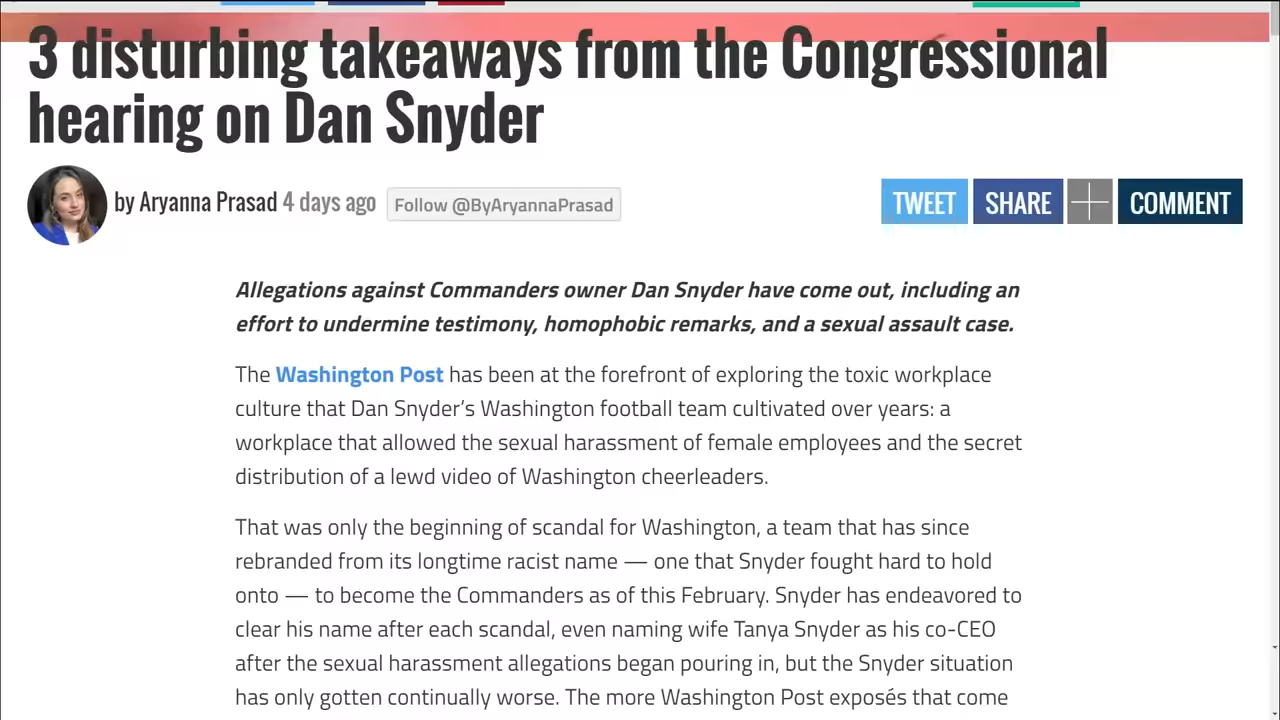 3 disturbing takeaways from the Congressional
hearing on Dan Snyder
by Aryanna Prasad 4 days ago
Follow @ByAryannaPrasad
TWEET
SHARE
COMMENT
Allegations against Commanders owner Dan Snyder have come out, including an
effort to undermine testimony, homophobic remarks, and a sexual assault case.
The Washington Post has been at the forefront of exploring the toxic workplace
culture that Dan Snyder’s Washington football team cultivated over years: a
workplace that allowed the sexual harassment of female employees and the secret
distribution of a lewd video of Washington cheerleaders.
That was only the beginning of scandal for Washington, a team that has since
rebranded from its longtime racist name — one that Snyder fought hard to hold
onto — to become the Commanders as of this February. Snyder has endeavored to
clear his name after each scandal, even naming wife Tanya Snyder as his co-CEO
after the sexual harassment allegations began pouring in, but the Snyder situation
has only gotten continually worse. The more Washington Post exposés that come